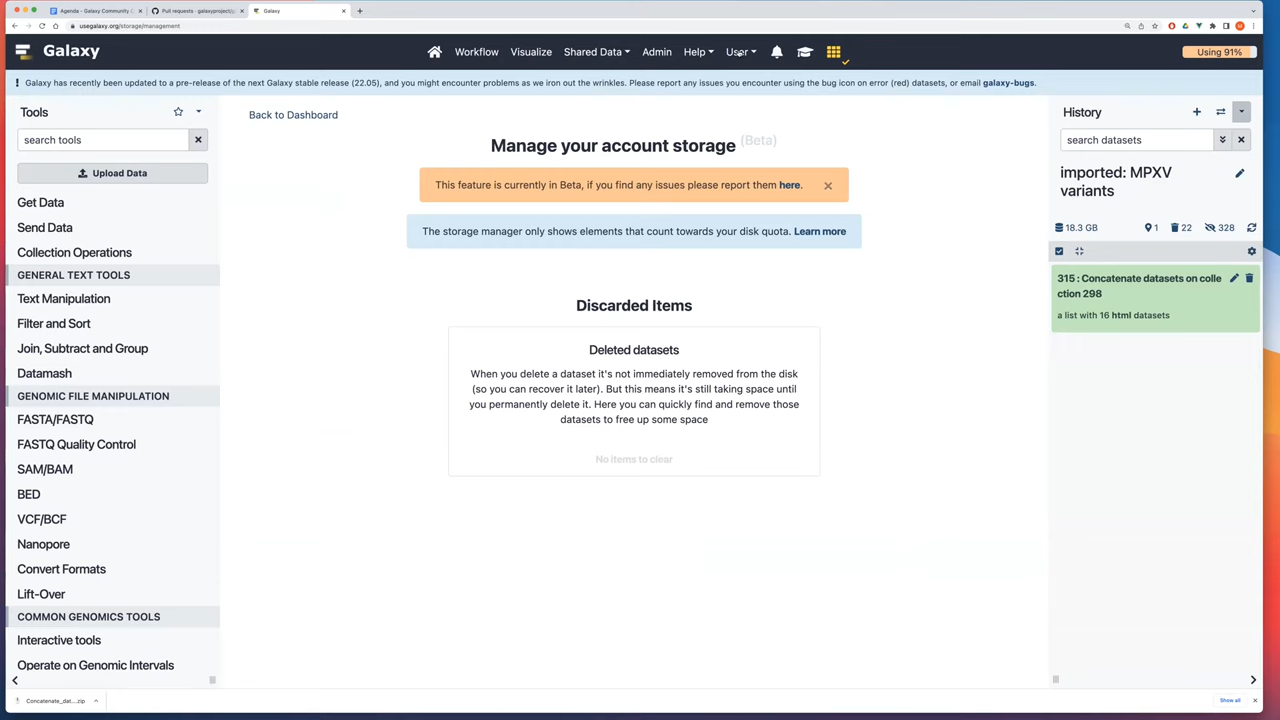 Agenda - Galaxy Community C
Pull requests · galaxyproject/g
Galaxy
usegalaxy.org/storage/management
Galaxy
Workflow
Visualize
Shared Data
Admin
Help
User
Using 91%
Galaxy has recently been updated to a pre-release of the next Galaxy stable release (22.05), and you might encounter problems as we iron out the wrinkles. Please report any issues you encounter using the bug icon on error (red) datasets, or email galaxy-bugs.
Tools
search tools
Upload Data
Get Data
Send Data
Collection Operations
GENERAL TEXT TOOLS
Text Manipulation
Filter and Sort
Join, Subtract and Group
Datamash
GENOMIC FILE MANIPULATION
FASTA/FASTQ
FASTQ Quality Control
SAM/BAM
BED
VCF/BCF
Nanopore
Convert Formats
Lift-Over
COMMON GENOMICS TOOLS
Interactive tools
Operate on Genomic Intervals
Back to Dashboard
Manage your account storage (Beta)
This feature is currently in Beta, if you find any issues please report them here.
The storage manager only shows elements that count towards your disk quota. Learn more
Discarded Items
Deleted datasets
When you delete a dataset it's not immediately removed from the disk
(so you can recover it later). But this means it's still taking space until
you permanently delete it. Here you can quickly find and remove those
datasets to free up some space
No items to clear
History
search datasets
imported: MPXV
variants
18.3 GB
1
22
328
315 : Concatenate datasets on colle
ction 298
a list with 16 html datasets
Concatenate_dat....zip
Show all